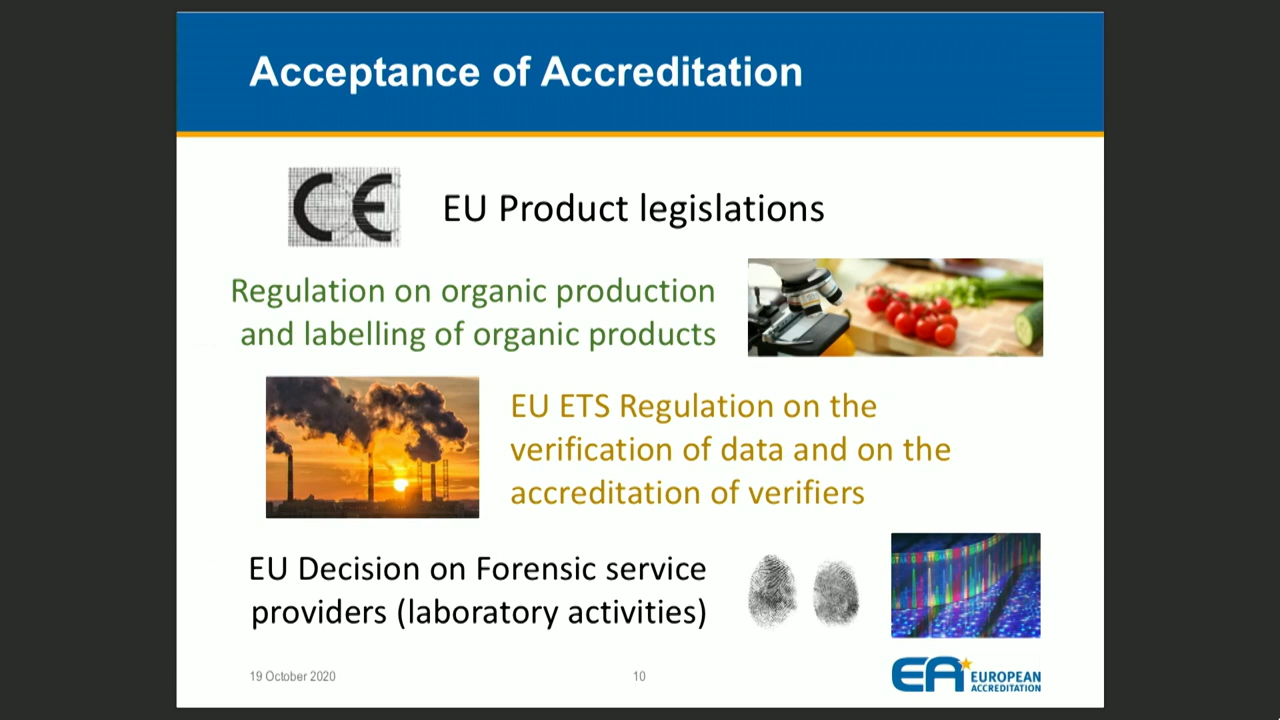 Acceptance of Accreditation
CE
EU Product legislations
Regulation on organic production
and labelling of organic products
EU ETS Regulation on the
verification of data and on the
accreditation of verifiers
EU Decision on Forensic service
providers (laboratory activities)
19 October 2020
10
EA EUROPEAN
ACCREDITATION